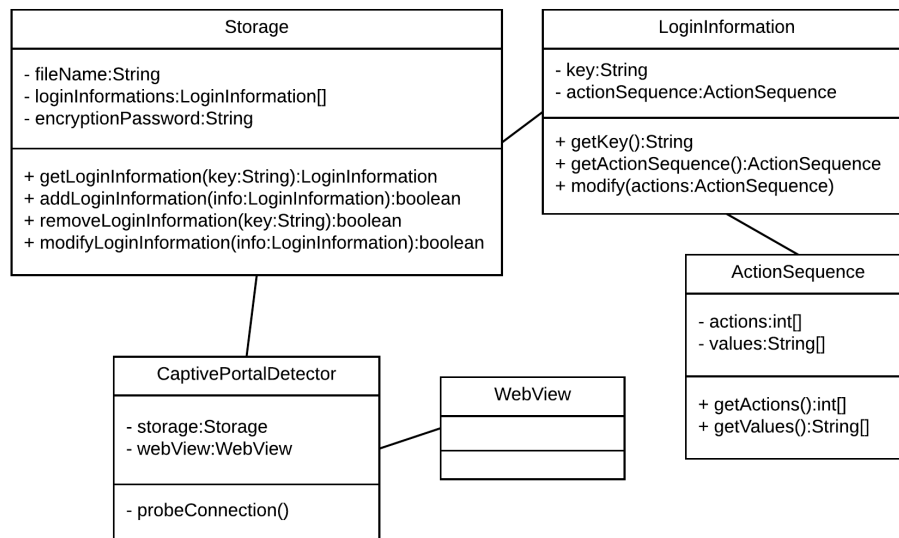 Storage
- fileName:String
- loginInformations:LoginInformation[]
- encryptionPassword:String
+ getLoginInformation(key:String):LoginInformation
+ addLoginInformation(info:LoginInformation):boolean
+ removeLoginInformation(key:String):boolean
+ modifyLoginInformation(info:LoginInformation):boolean
LoginInformation
- key:String
- actionSequence:ActionSequence
+ getKey():String
+ getActionSequence():ActionSequence
+ modify(actions:ActionSequence)
ActionSequence
- actions:int[]
- values:String[]
+ getActions():int[]
+ getValues():String[]
CaptivePortalDetector
- storage:Storage
- webView:WebView
- probeConnection()
WebView